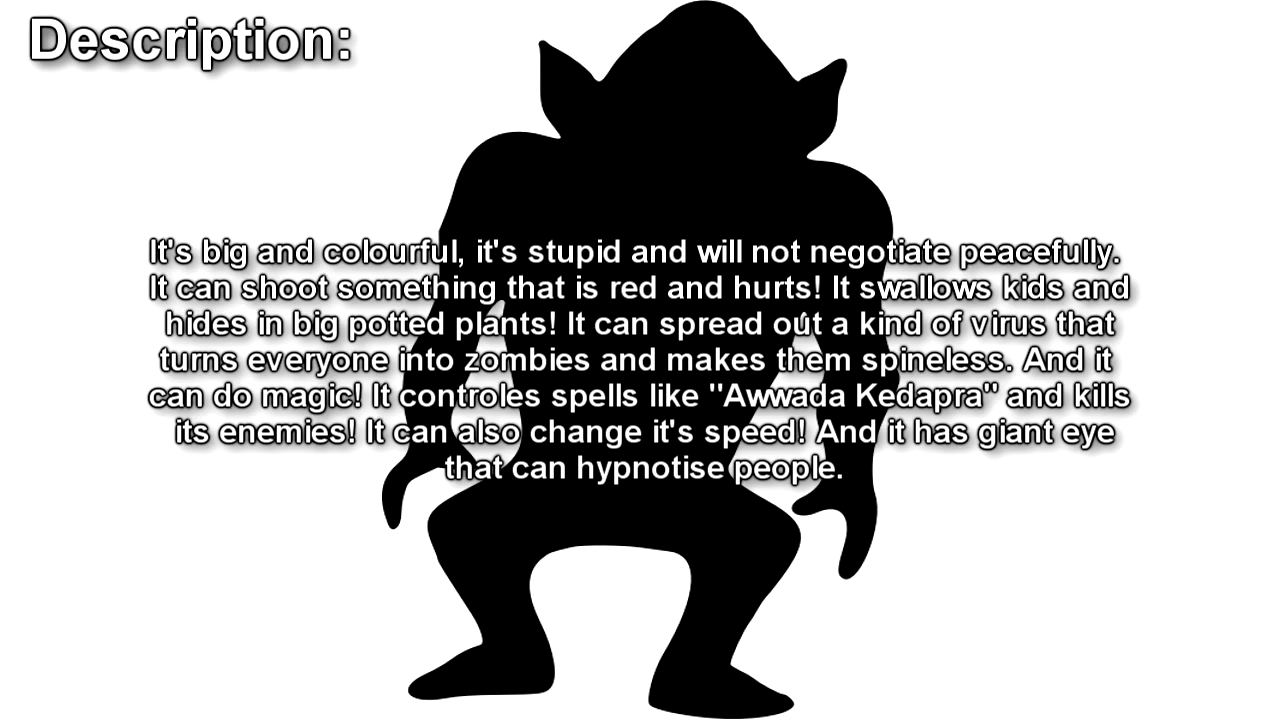 Description:
It's big and colourful, it's stupid and will not negotiate peacefully.
It can shoot something that is red and hurts! It swallows kids and
hides in big potted plants! It can spread out a kind of virus that
turns everyone into zombies and makes them spineless. And it
can do magic! It controles spells like "Awwada Kedapra" and kills
its enemies! It can also change it's speed! And it has giant eye
that can hypnotise people.